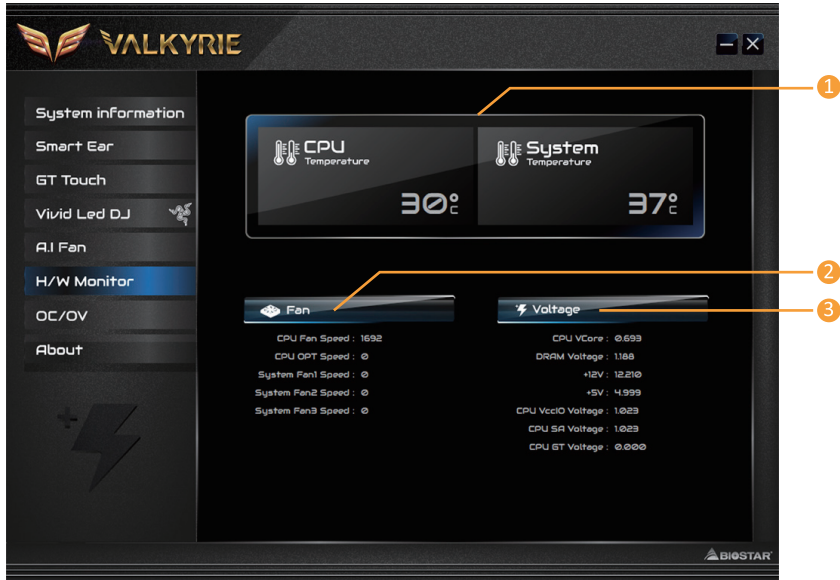 VALKYRIE
System information
Smart Ear
GT Touch
Vivid Led DJ
A.I Fan
H/W Monitor
OC/OV
About
CPU
Temperature
30°C
System
Temperature
37°C
1
2
3
Fan
CPU Fan Speed : 1692
CPU OPT Speed : 0
System Fan1 Speed : 0
System Fan2 Speed : 0
System Fan3 Speed : 0
Voltage
CPU VCore : 0.693
DRAM Voltage : 1.188
+12V : 12.210
+5V : 4.999
CPU VccIO Voltage : 1.023
CPU SA Voltage : 1.023
CPU GT Voltage : 0.000
BIOSTAR